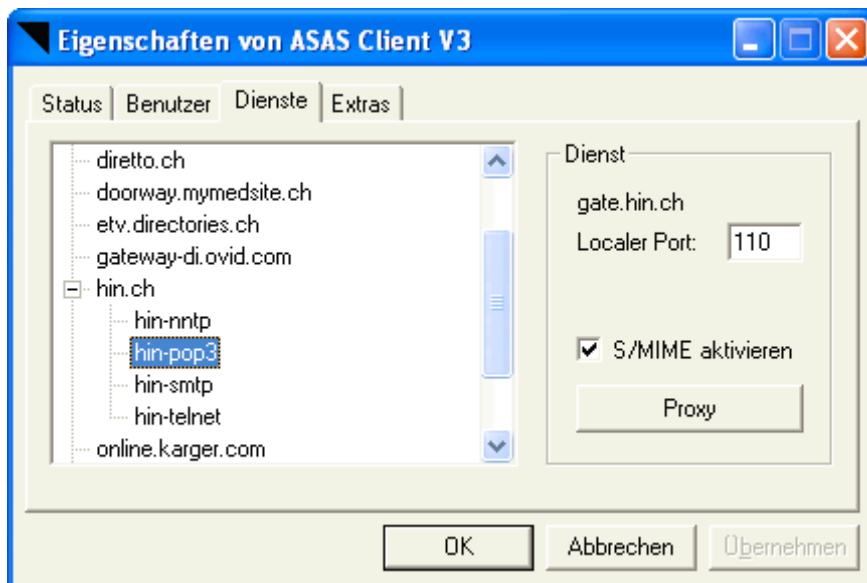 Eigenschaften von ASAS Client V3
Status Benutzer Dienste Extras
diretto.ch
doorway.mymedsite.ch
etv.directories.ch
gateway-di.ovid.com
hin.ch
hin-nntp
hin-pop3
hin-smtp
hin-telnet
online.karger.com
Dienst
gate.hin.ch
Localer Port: 110
S/MIME aktivieren
Proxy
OK Abbrechen Übernehmen